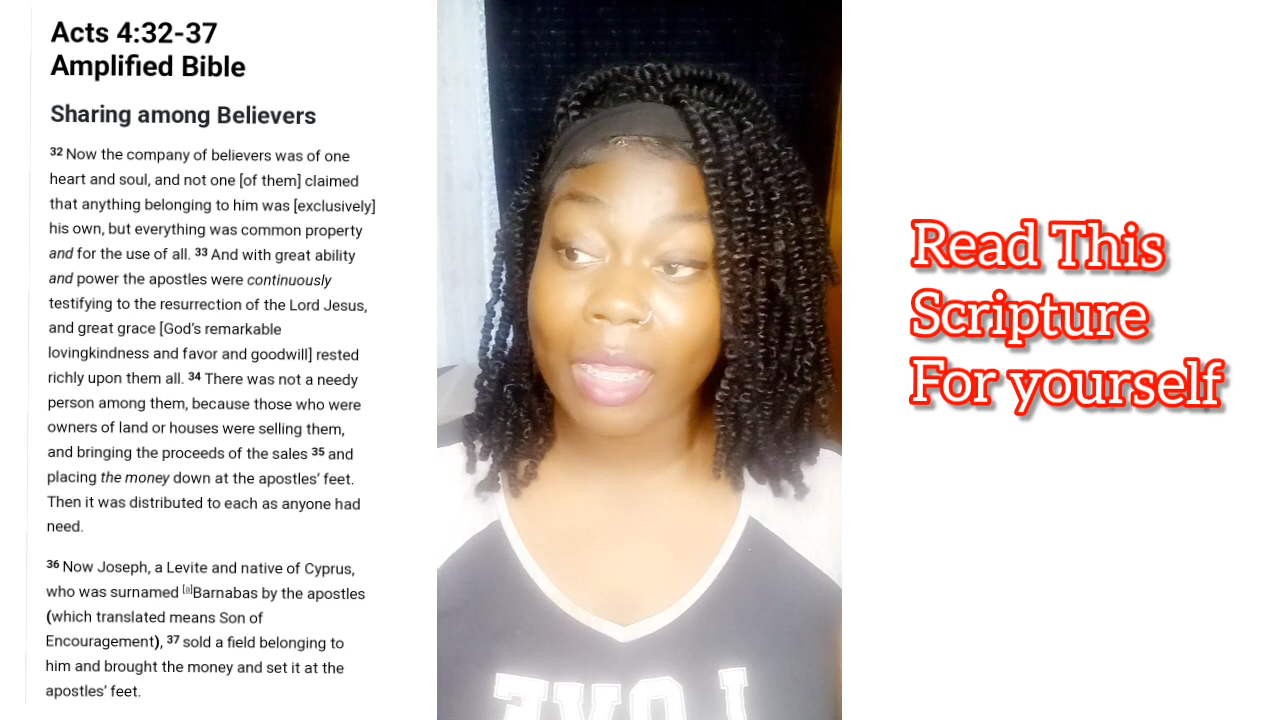 Acts 4:32-37
Amplified Bible
Sharing among Believers
32 Now the company of believers was of one
heart and soul, and not one [of them] claimed
that anything belonging to him was [exclusively]
his own, but everything was common property
and for the use of all. 33 And with great ability
and power the apostles were continuously
testifying to the resurrection of the Lord Jesus,
and great grace [God’s remarkable
lovingkindness and favor and goodwill] rested
richly upon them all. 34 There was not a needy
person among them, because those who were
owners of land or houses were selling them,
and bringing the proceeds of the sales 35 and
placing the money down at the apostles’ feet.
Then it was distributed to each as anyone had
need.
36 Now Joseph, a Levite and native of Cyprus,
who was surnamed [a]Barnabas by the apostles
(which translated means Son of
Encouragement), 37 sold a field belonging to
him and brought the money and set it at the
apostles’ feet.
LOVE
Read This
Scripture
For yourself